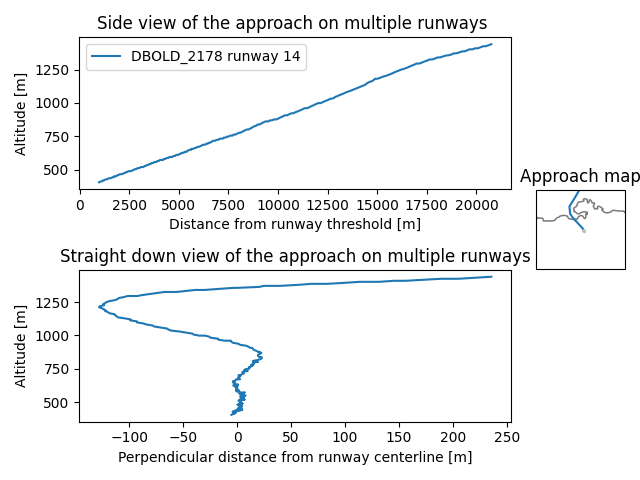 Side view of the approach on multiple runways
Altitude [m]
1250
1000
750
500
DBOLD_2178 runway 14
0 2500 5000 7500 10000 12500 15000 17500 20000
Distance from runway threshold [m]
Approach map
Straight down view of the approach on multiple runways
Altitude [m]
1250
1000
750
500
−100 −50 0 50 100 150 200 250
Perpendicular distance from runway centerline [m]